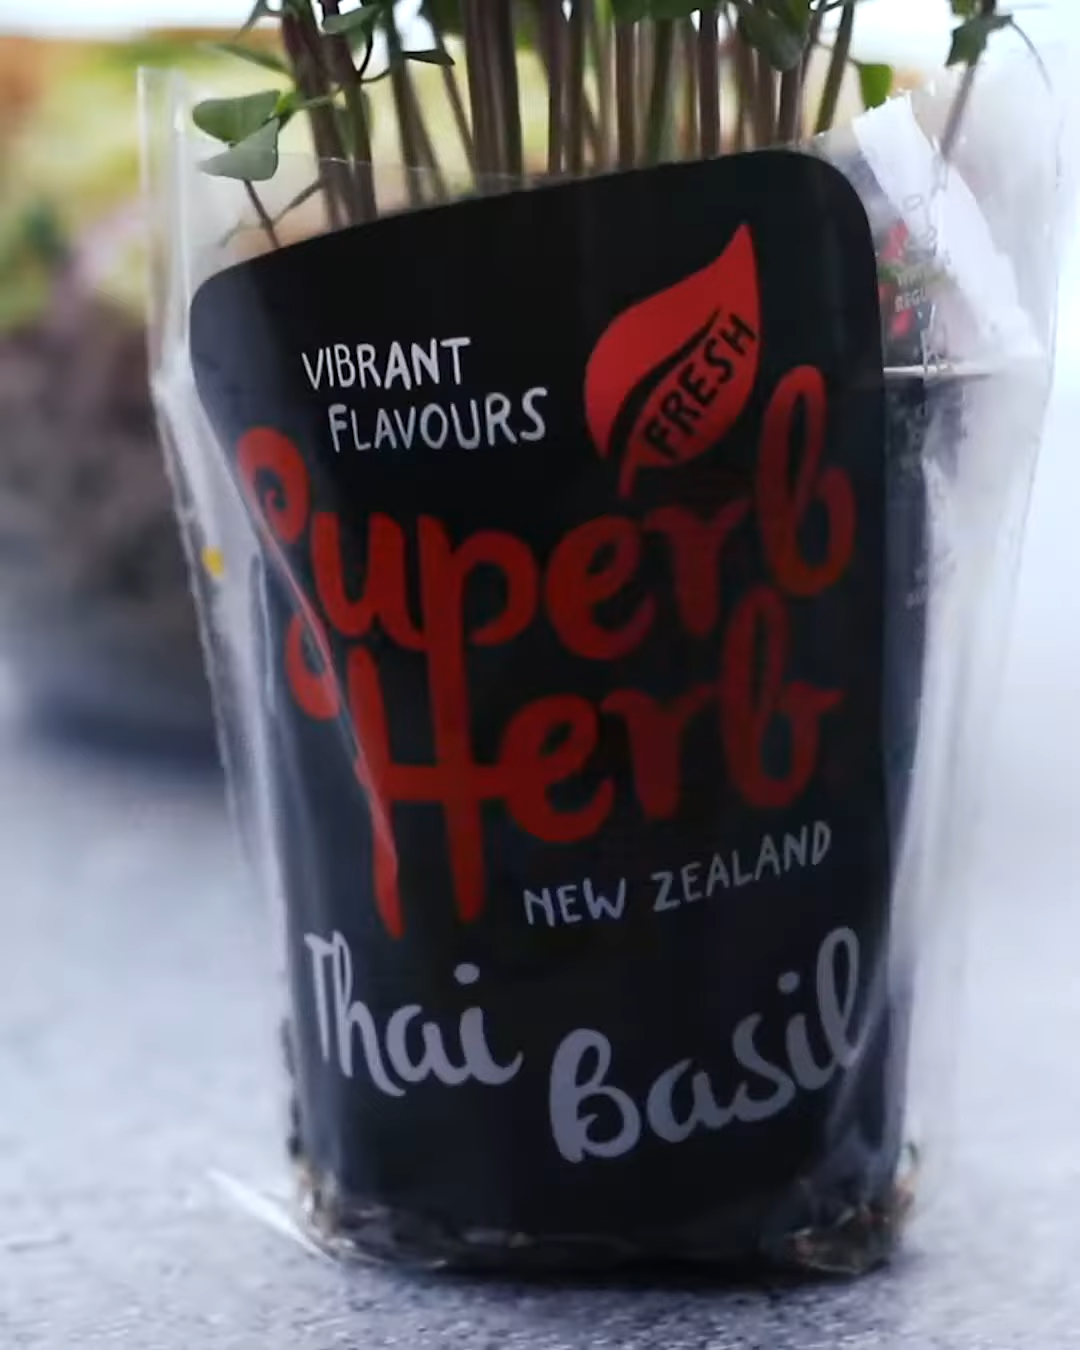 VIBRANT
FLAVOURS
FRESH
Superb
Herb
NEW ZEALAND
Thai
Basil